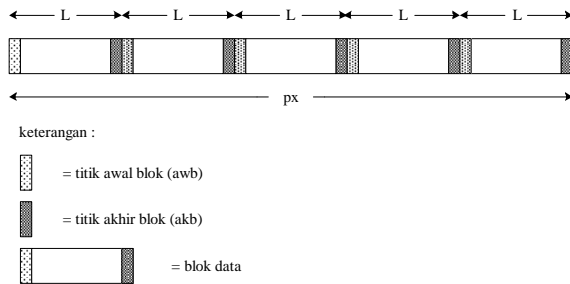 L L L L L
px
keterangan :
= titik awal blok (awb)
= titik akhir blok (akb)
= blok data